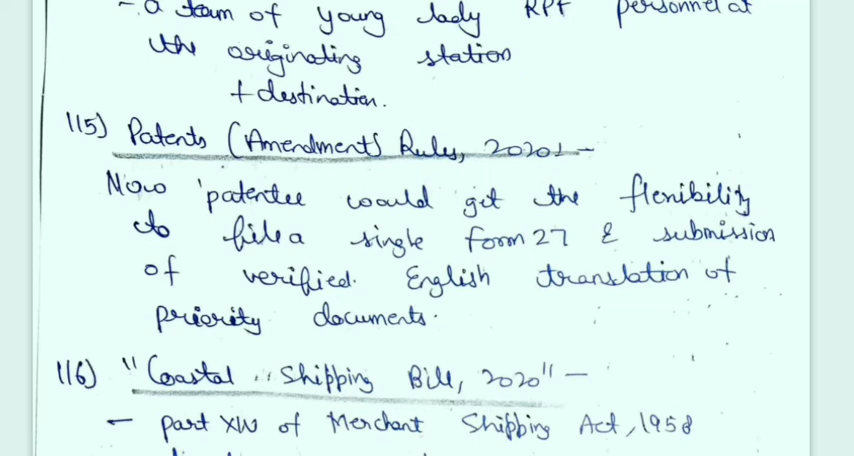 - a team of young lady RPF personnel at
the originating station
+ destination.
115) Patents (Amendment) Rules, 2020 -
Now 'patentee would get the flenibility
to file a single form 27 & submission
of verified. English translation of
priority documents.
116) "Coastal Shipping Bill, 2020" -
- part XIV of Merchant Shipping Act, 1958